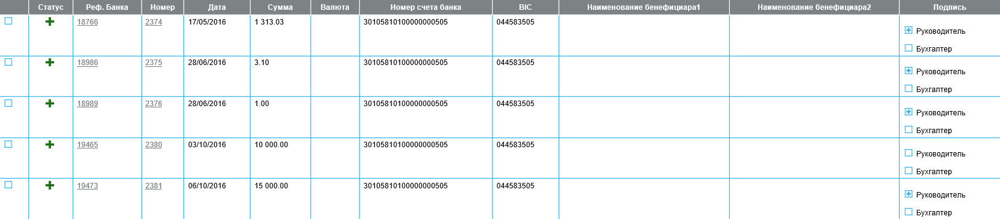 Статус Реф. Банка Номер Дата Сумма Валюта Номер счета банка BIC Наименование бенефициара1 Наименование бенефициара2 Подпись
18766 2374 17/05/2016 1 313.03 30105810100000000505 044583505
Руководитель
Бухгалтер
18986 2375 28/06/2016 3.10 30105810100000000505 044583505
Руководитель
Бухгалтер
18989 2376 28/06/2016 1.00 30105810100000000505 044583505
Руководитель
Бухгалтер
19465 2380 03/10/2016 10 000.00 30105810100000000505 044583505
Руководитель
Бухгалтер
19473 2381 06/10/2016 15 000.00 30105810100000000505 044583505
Руководитель
Бухгалтер